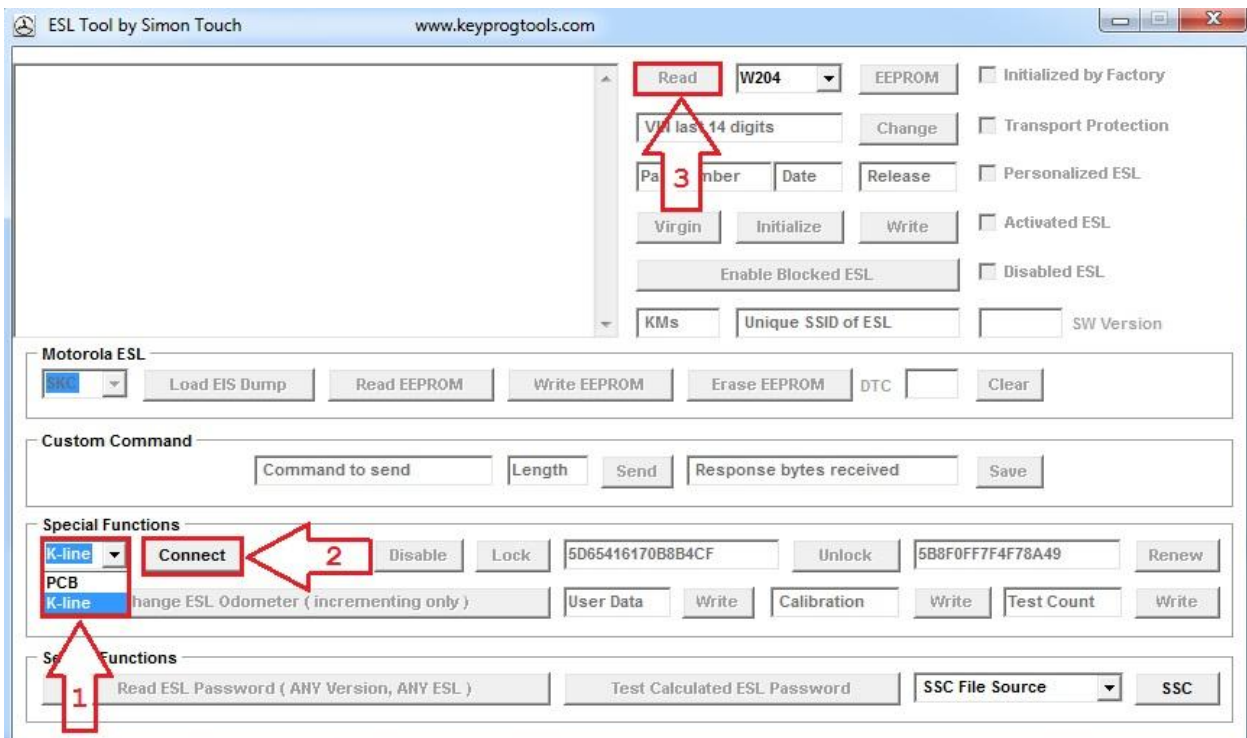 ESL Tool by Simon Touch www.keyprogtools.com
Read W204 EEPROM Initialized by Factory
last 14 digits Change Transport Protection
3
Date Release Personalized ESL
Virgin Initialize Write Activated ESL
Enable Blocked ESL Disabled ESL
KMs Unique SSID of ESL SW Version
Motorola ESL
SKC Load EIS Dump Read EEPROM Write EEPROM Erase EEPROM DTC Clear
Custom Command
Command to send Length Send Response bytes received Save
Special Functions
K-line Connect 2 Disable Lock 5D65416170B8B4CF Unlock 5B8F0FF7F4F78A49 Renew
PCB
K-line hange ESL Odometer ( incrementing only ) User Data Write Calibration Write Test Count Write
Functions
1 Read ESL Password ( ANY Version, ANY ESL ) Test Calculated ESL Password SSC File Source SSC